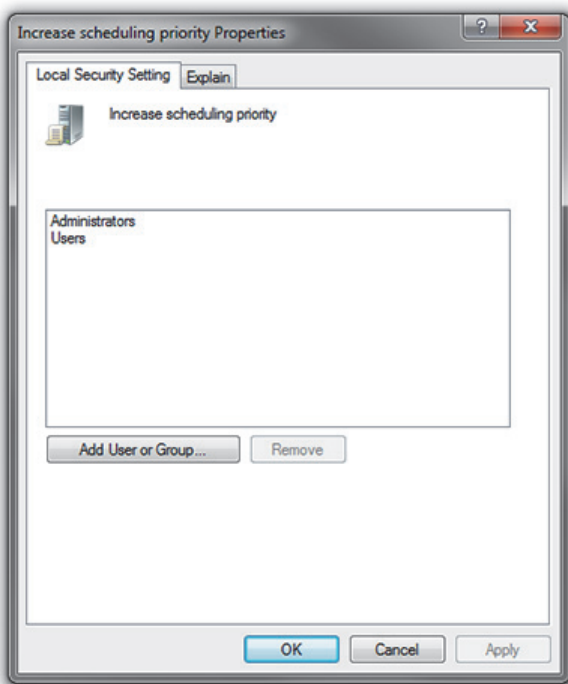 Increase scheduling priority Properties
?
Local Security Setting Explain
Increase scheduling priority
Administrators
Users
Add User or Group... Remove
OK Cancel Apply